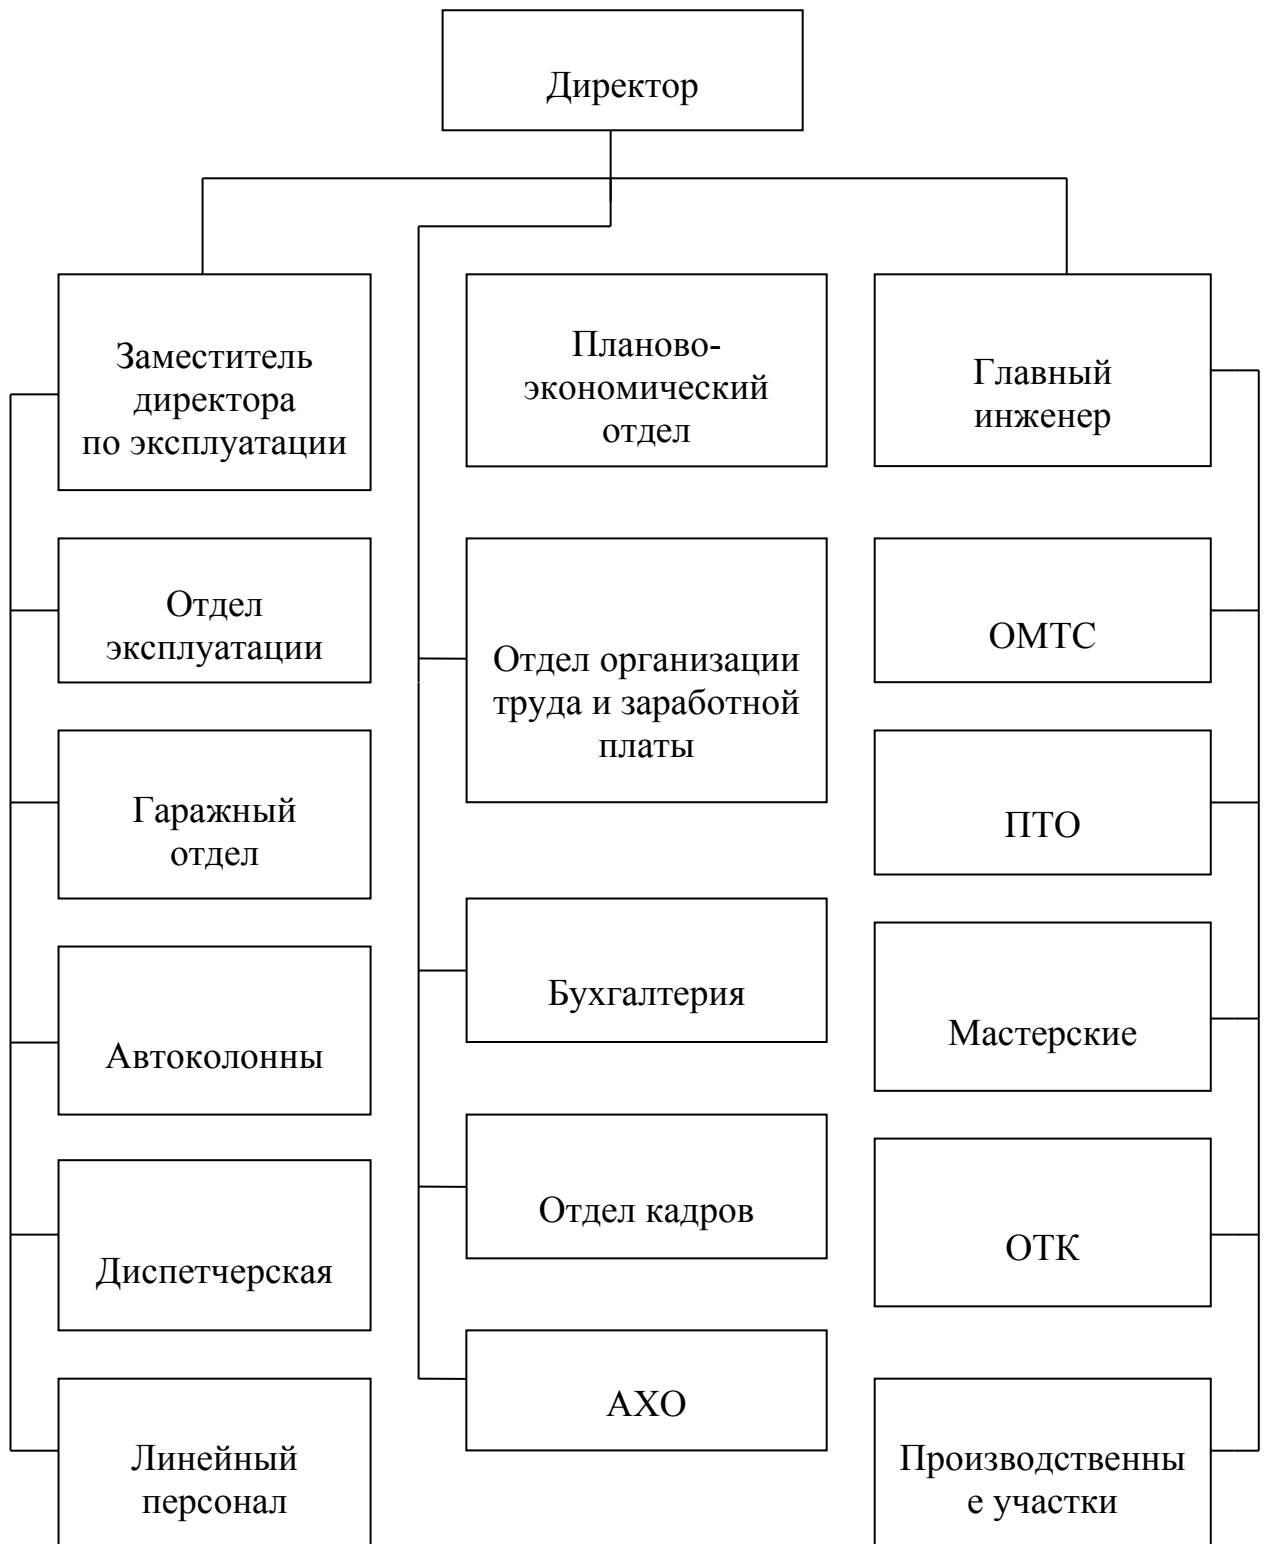 Директор
Заместитель
директора
по эксплуатации
Планово-
экономический
отдел
Главный
инженер
Отдел
эксплуатации
Отдел организации
труда и заработной
платы
ОМТС
Гаражный
отдел
ПТО
Автоколонны
Бухгалтерия
Мастерские
Диспетчерская
Отдел кадров
ОТК
Линейный
персонал
АХО
Производственны
е участки